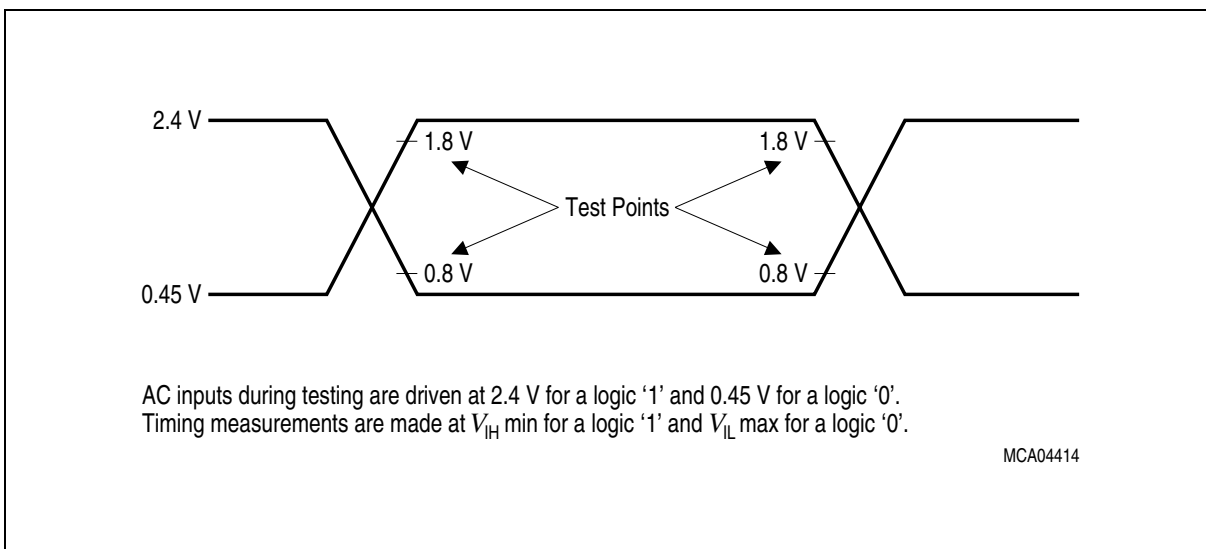 2.4 V
1.8 V 1.8 V
Test Points
0.8 V 0.8 V
0.45 V
AC inputs during testing are driven at 2.4 V for a logic ‘1’ and 0.45 V for a logic ‘0’.
Timing measurements are made at VIH min for a logic ‘1’ and VIL max for a logic ‘0’.
MCA04414